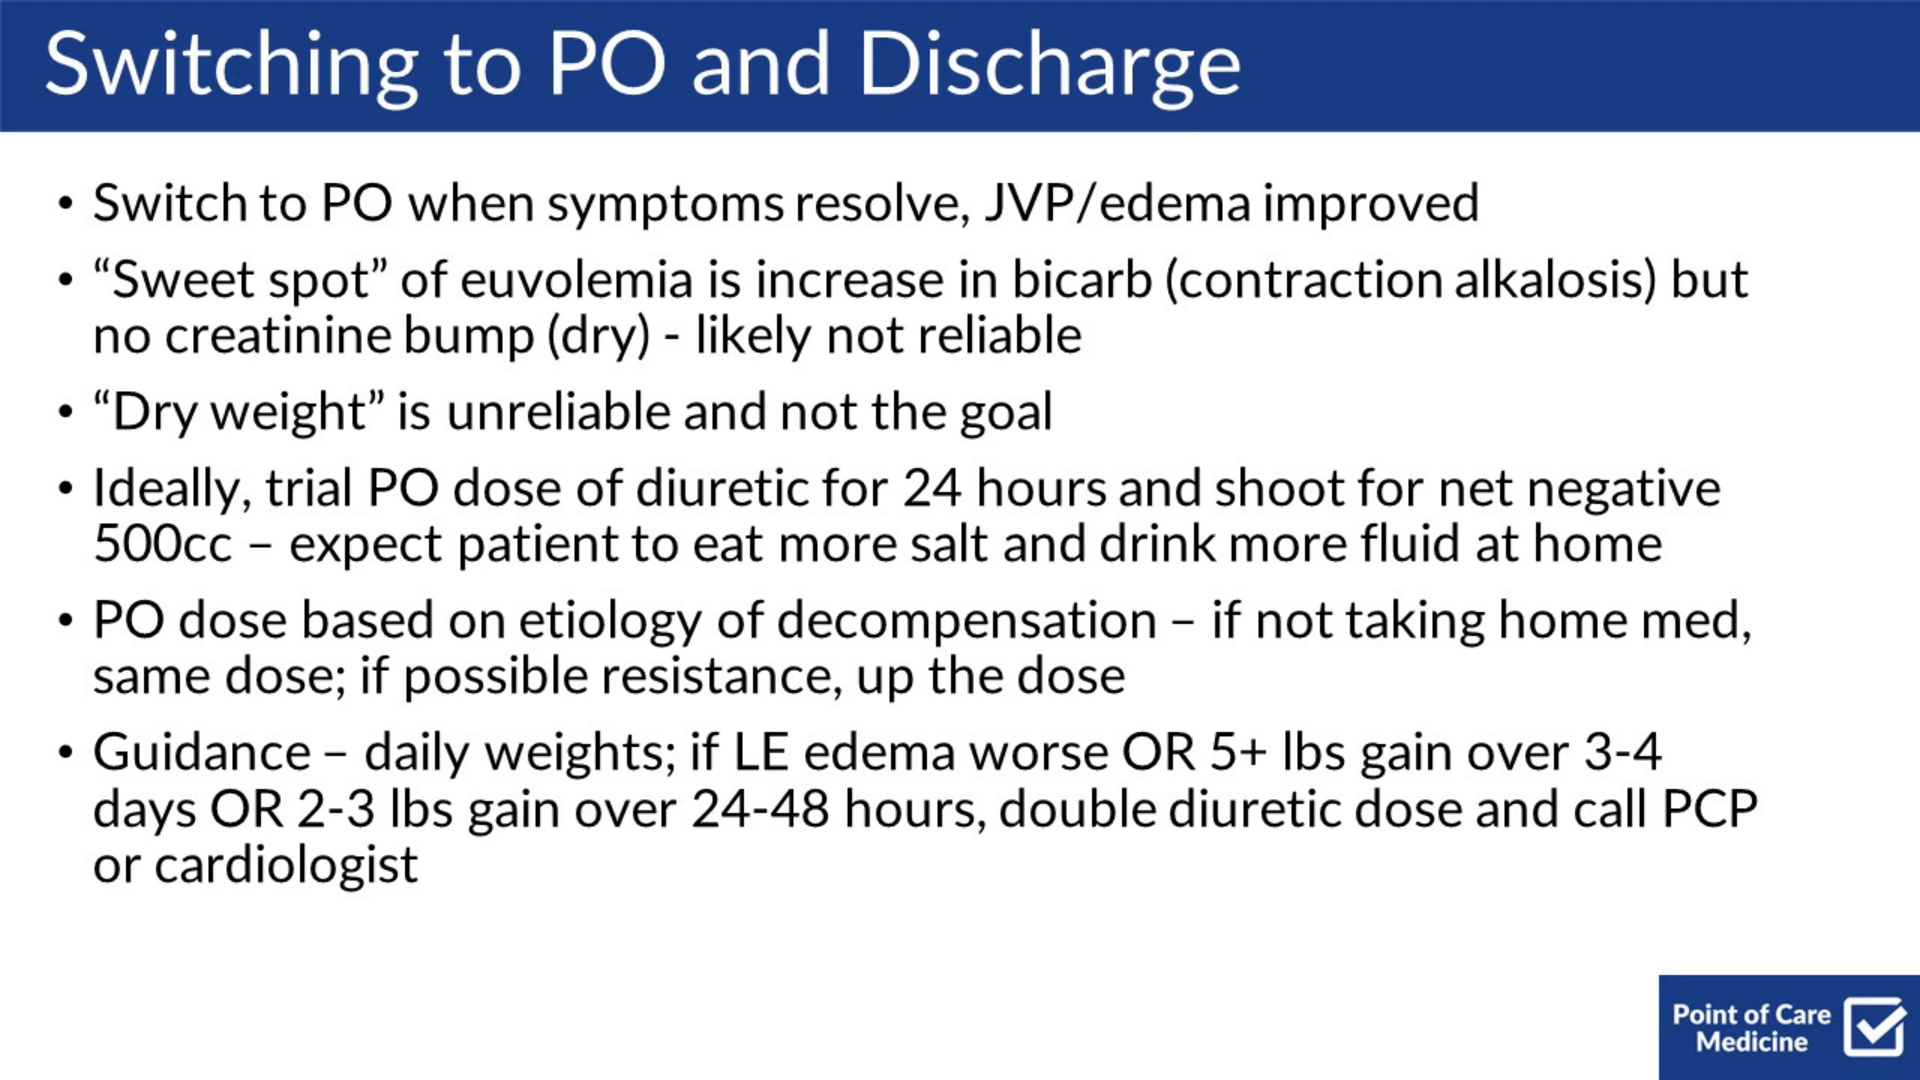 Switching to PO and Discharge
• Switch to PO when symptoms resolve, JVP/edema improved
• “Sweet spot” of euvolemia is increase in bicarb (contraction alkalosis) but
no creatinine bump (dry) - likely not reliable
• “Dry weight” is unreliable and not the goal
• Ideally, trial PO dose of diuretic for 24 hours and shoot for net negative
500cc – expect patient to eat more salt and drink more fluid at home
• PO dose based on etiology of decompensation – if not taking home med,
same dose; if possible resistance, up the dose
• Guidance – daily weights; if LE edema worse OR 5+ lbs gain over 3-4
days OR 2-3 lbs gain over 24-48 hours, double diuretic dose and call PCP
or cardiologist
Point of Care
Medicine